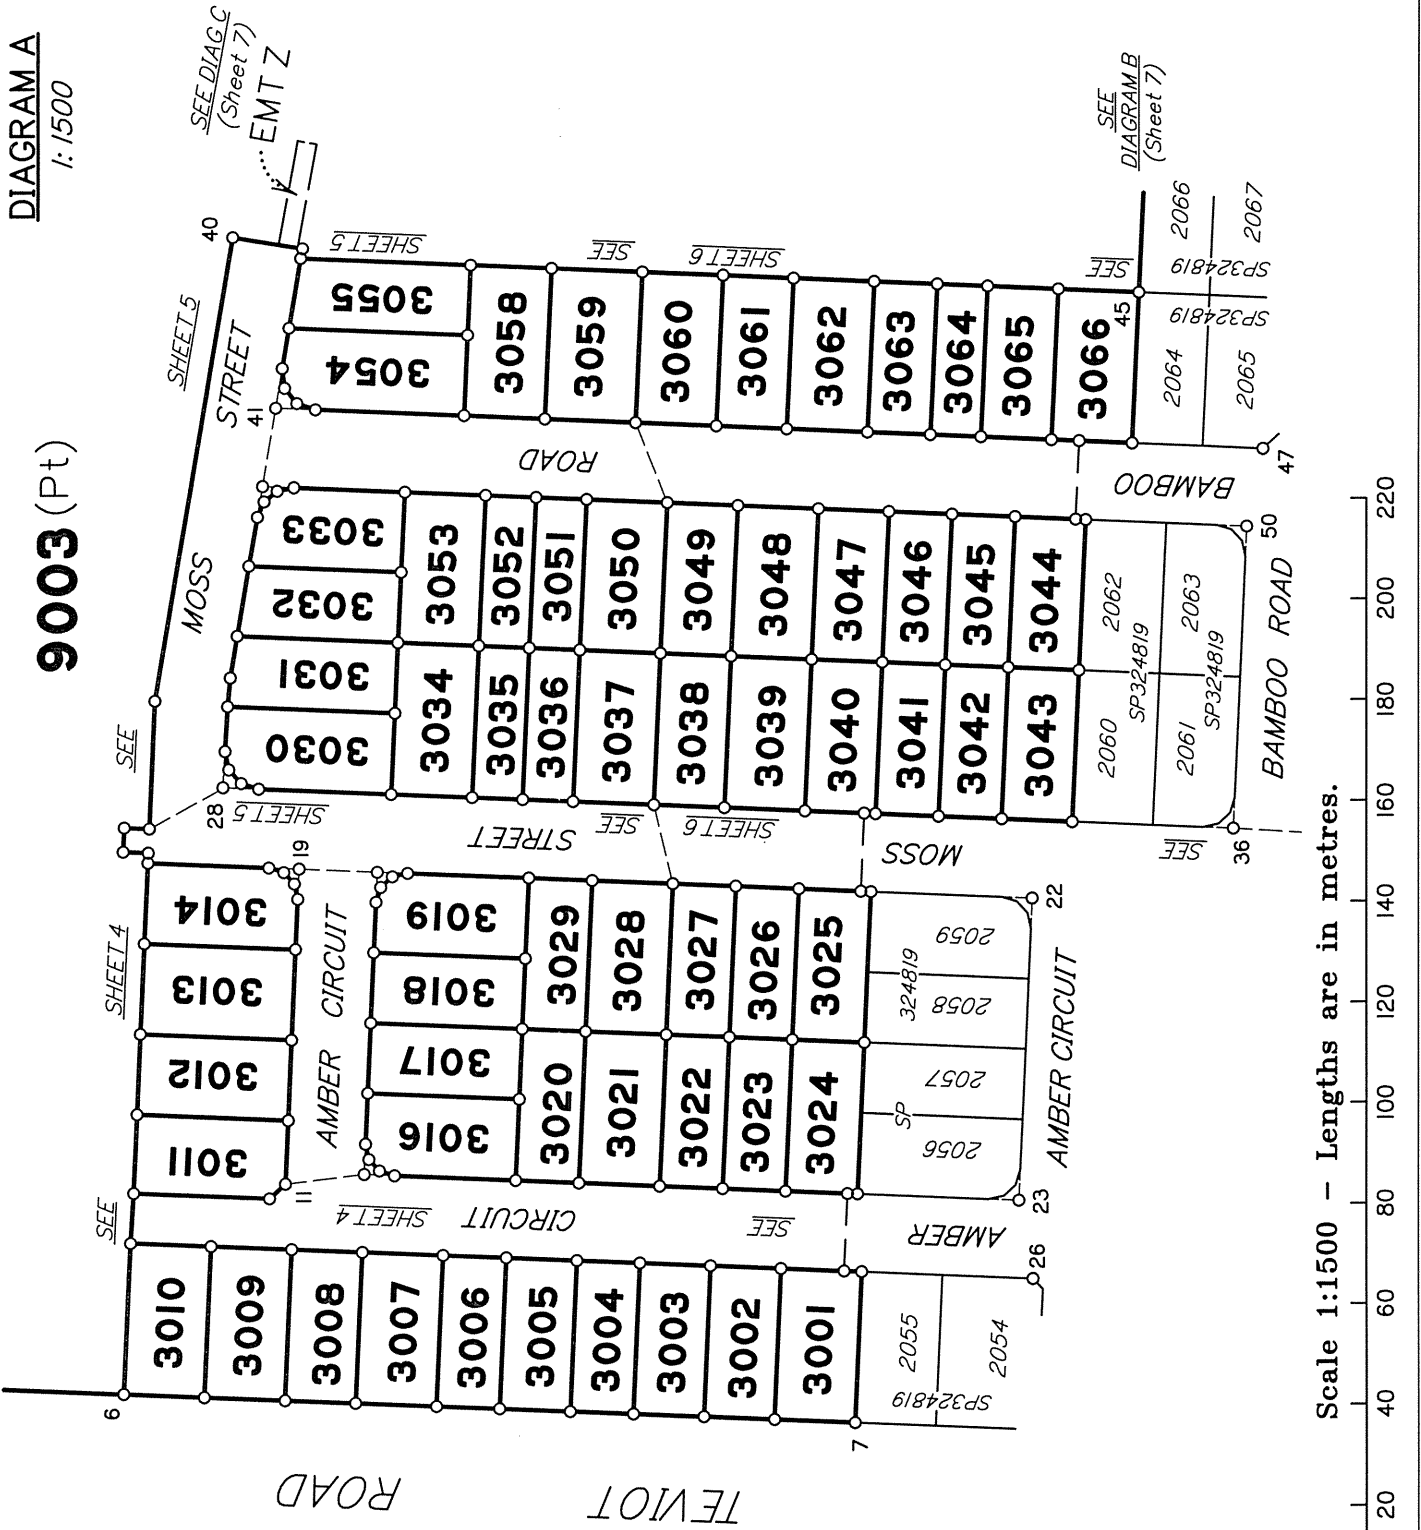 DIAGRAM A
1:1500
9003 (Pt)
SEE DIAG C
(Sheet 7)
EMT Z
40
SHEET 5
MOSS
STREET
41
SEE
SHEET 5
3055
3054
3058
SEE
3059
3060
SHEET 6
3061
3062
3063
3064
3065
SEE
3066
45
SEE
DIAGRAM B
(Sheet 7)
2066
2067
SP324819
SP324819
2064
2065
47
ROAD
BAMBOO
3033
3032
3031
3030
28
SHEET 5
3053
3052
3051
3050
3049
3048
3047
3046
3045
3044
3034
3035
3036
3037
3038
3039
3040
3041
3042
3043
2062
2063
2060
2061
SP324819
SP324819
50
BAMBOO ROAD
36
SEE
STREET
SEE
SHEET 6
MOSS
SHEET 4
SEE
3014
3013
3012
3011
19
11
AMBER CIRCUIT
3019
3018
3017
3016
3029
3028
3027
3026
3025
3020
3021
3022
3023
3024
2059
2058
2057
2056
SP
324819
22
23
AMBER CIRCUIT
SHEET 4
CIRCUIT
SEE
AMBER
26
3010
3009
3008
3007
3006
3005
3004
3003
3002
3001
2055
2054
SP324819
6
7
TEVIOT
ROAD
Scale 1:1500 – Lengths are in metres.
20 40 60 80 100 120 140 160 180 200 220